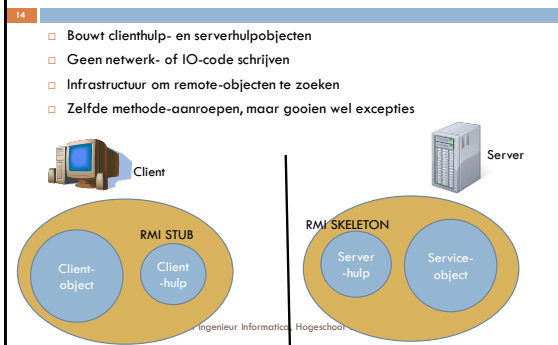 14
Bouwt clienthulp- en serverhulpobjecten
Geen netwerk- of IO-code schrijven
Infrastructuur om remote-objecten te zoeken
Zelfde methode-aanroepen, maar gooien wel excepties
Client
Server
RMI STUB
RMI SKELETON
Client-
object
Client
-hulp
Server
-hulp
Service-
object
Ingenieur Informatica, Hogeschool